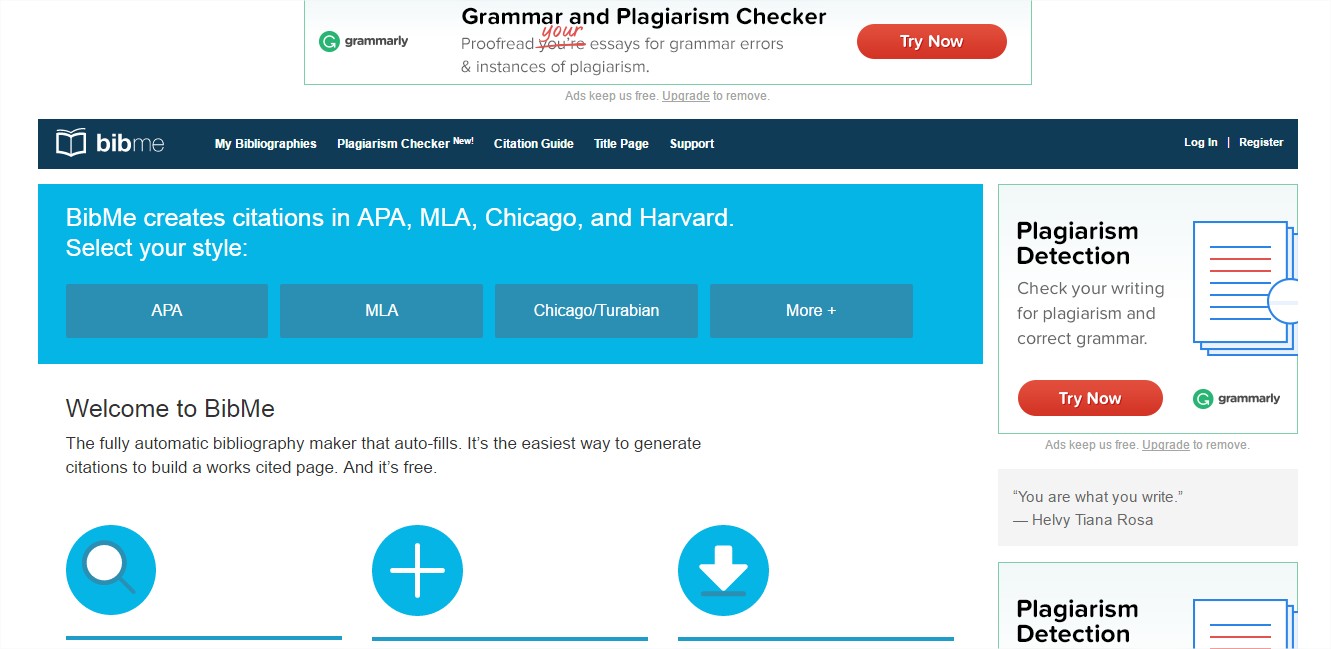 Grammar and Plagiarism Checker
grammarly
your
Proofread you're essays for grammar errors
& instances of plagiarism.
Try Now
Ads keep us free. Upgrade to remove.
bibme
My Bibliographies
Plagiarism Checker New!
Citation Guide
Title Page
Support
Log In | Register
BibMe creates citations in APA, MLA, Chicago, and Harvard.
Select your style:
APA
MLA
Chicago/Turabian
More +
Welcome to BibMe
The fully automatic bibliography maker that auto-fills. It’s the easiest way to generate
citations to build a works cited page. And it’s free.
Plagiarism
Detection
Check your writing
for plagiarism and
correct grammar.
Try Now
grammarly
Ads keep us free. Upgrade to remove.
“You are what you write.”
— Helvy Tiana Rosa
Plagiarism
Detection